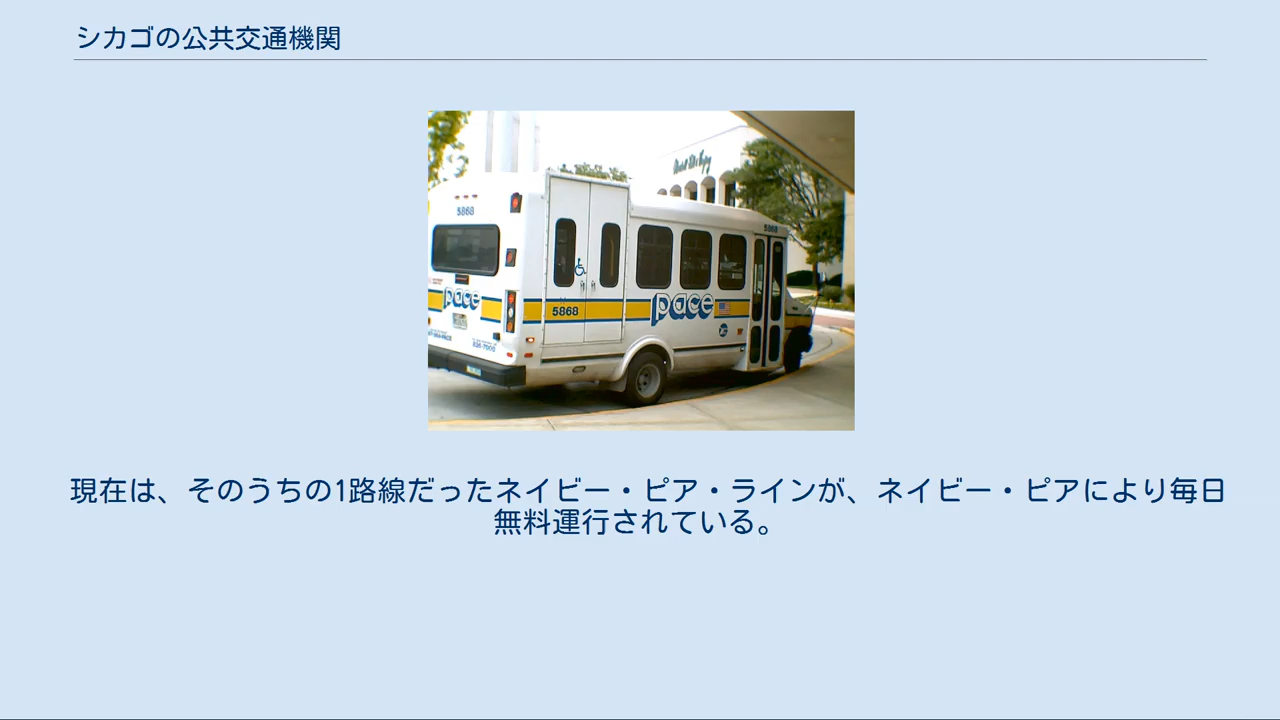 シカゴの公共交通機関
5868
5868
pace
5868
pace
現在は、そのうちの1路線だったネイビー・ピア・ラインが、ネイビー・ピアにより毎日
無料運行されている。